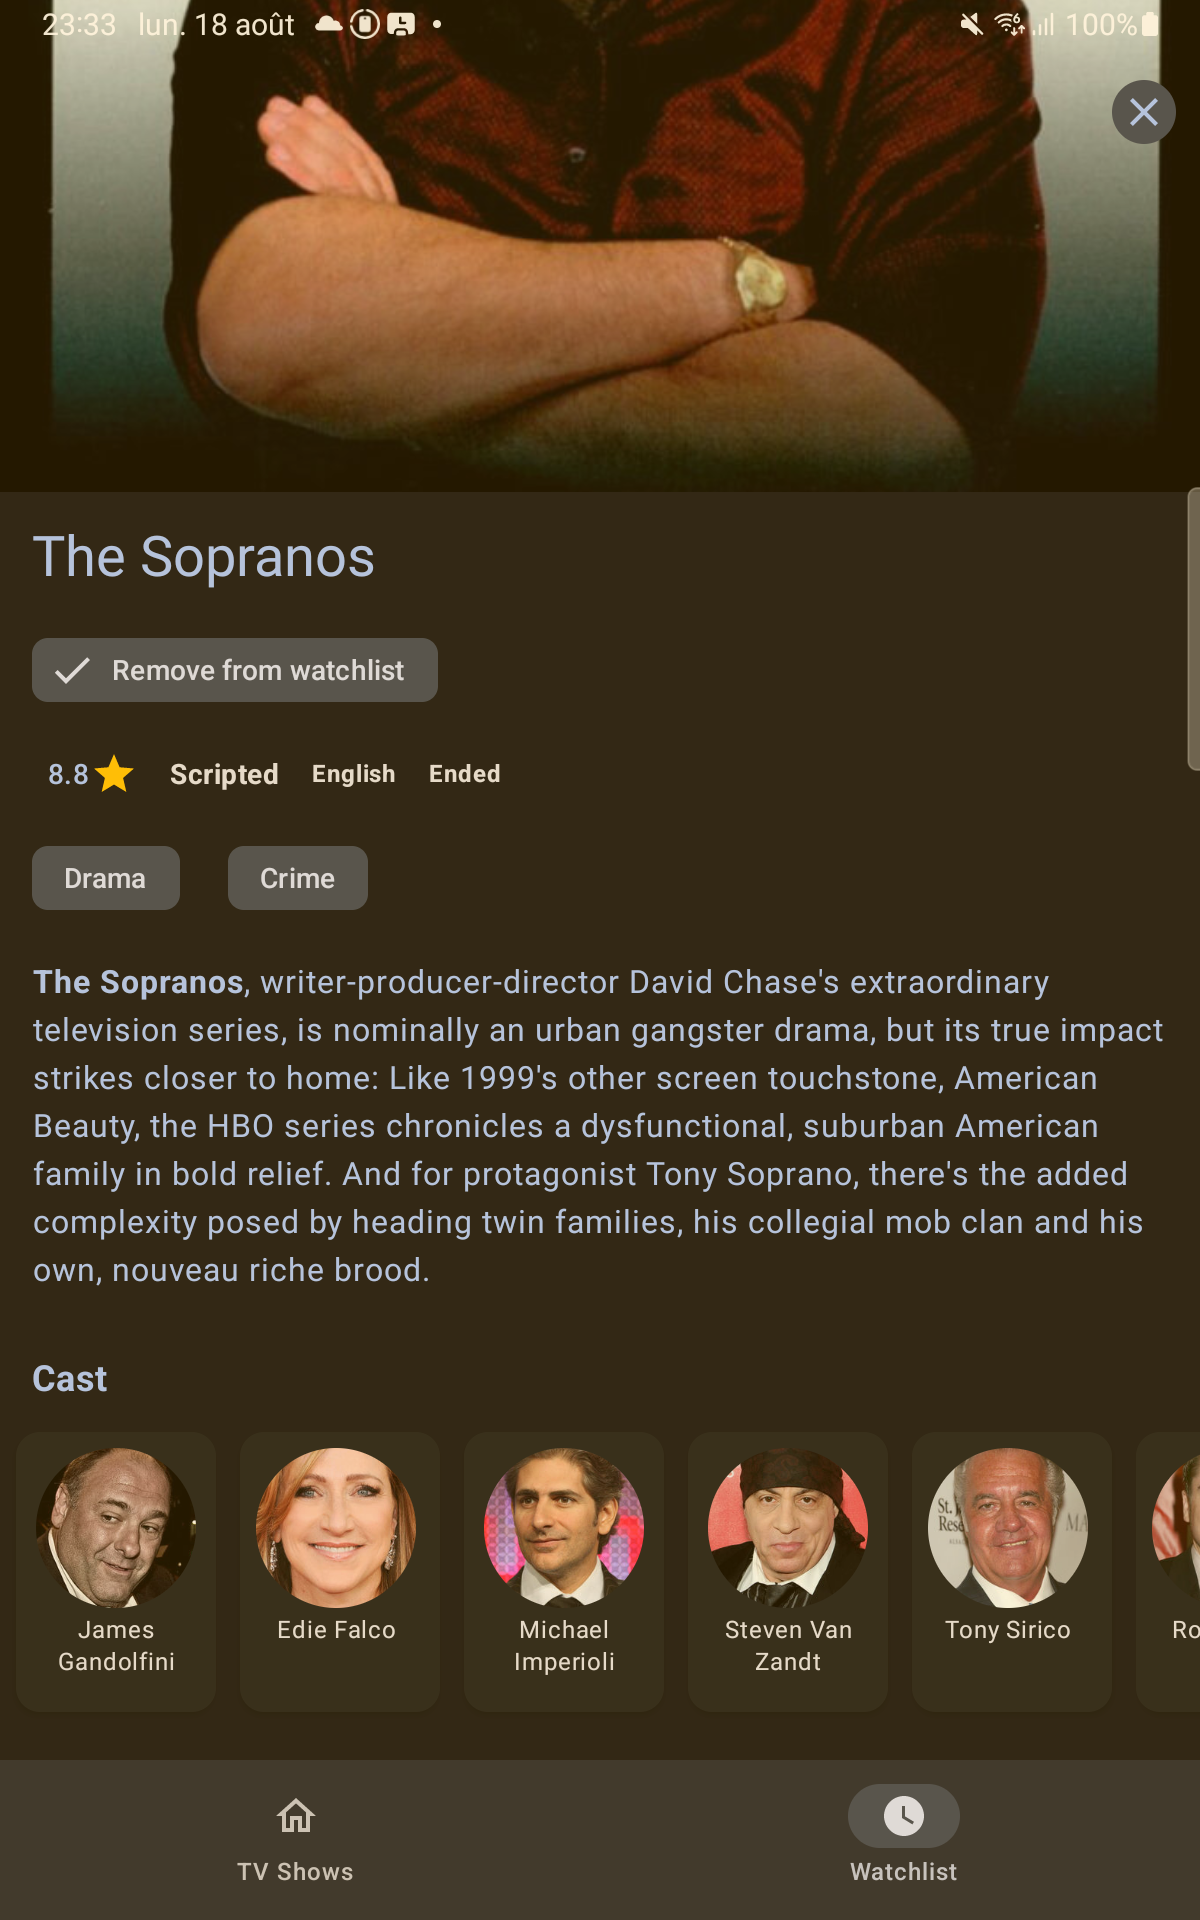 23:33 lun. 18 août 100%
The Sopranos
Remove from watchlist
8.8 Scripted English Ended
Drama Crime
The Sopranos, writer-producer-director David Chase's extraordinary
television series, is nominally an urban gangster drama, but its true impact
strikes closer to home: Like 1999's other screen touchstone, American
Beauty, the HBO series chronicles a dysfunctional, suburban American
family in bold relief. And for protagonist Tony Soprano, there's the added
complexity posed by heading twin families, his collegial mob clan and his
own, nouveau riche brood.
Cast
St.
James
Gandolfini
Edie Falco
Michael
Imperioli
Steven Van
Zandt
Tony Sirico
Ro
TV Shows
Watchlist